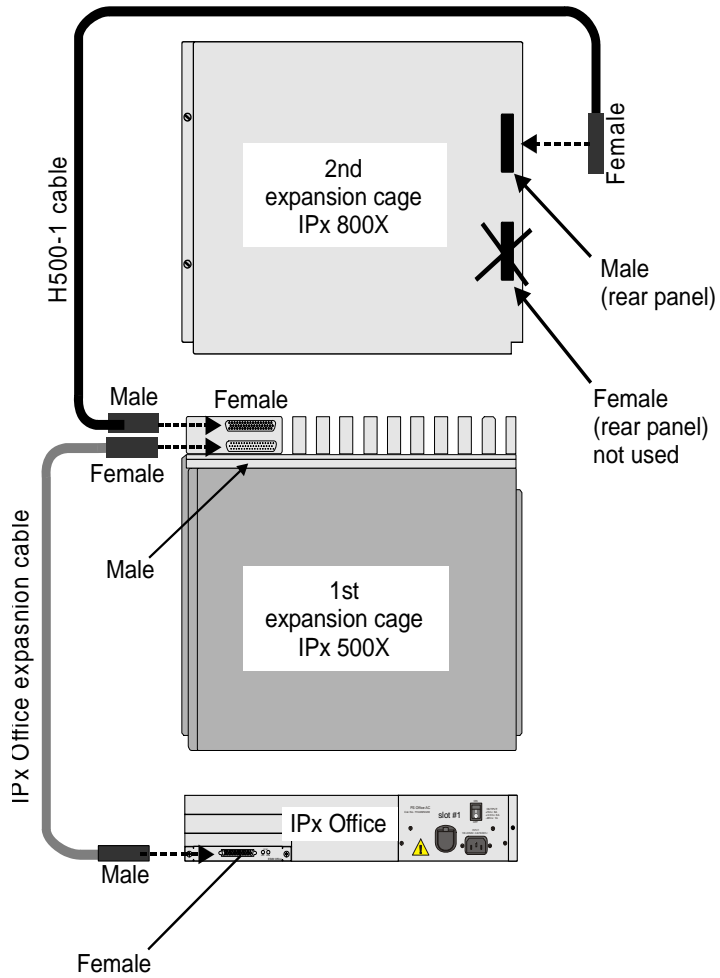 Female
2nd
expansion cage
IPx 800X
H500-1 cable
Male
(rear panel)
Male
Female
Female
(rear panel)
not used
Female
Male
1st
expansion cage
IPx 500X
IPx Office expasnion cable
IPx Office
slot #1
Male
Female